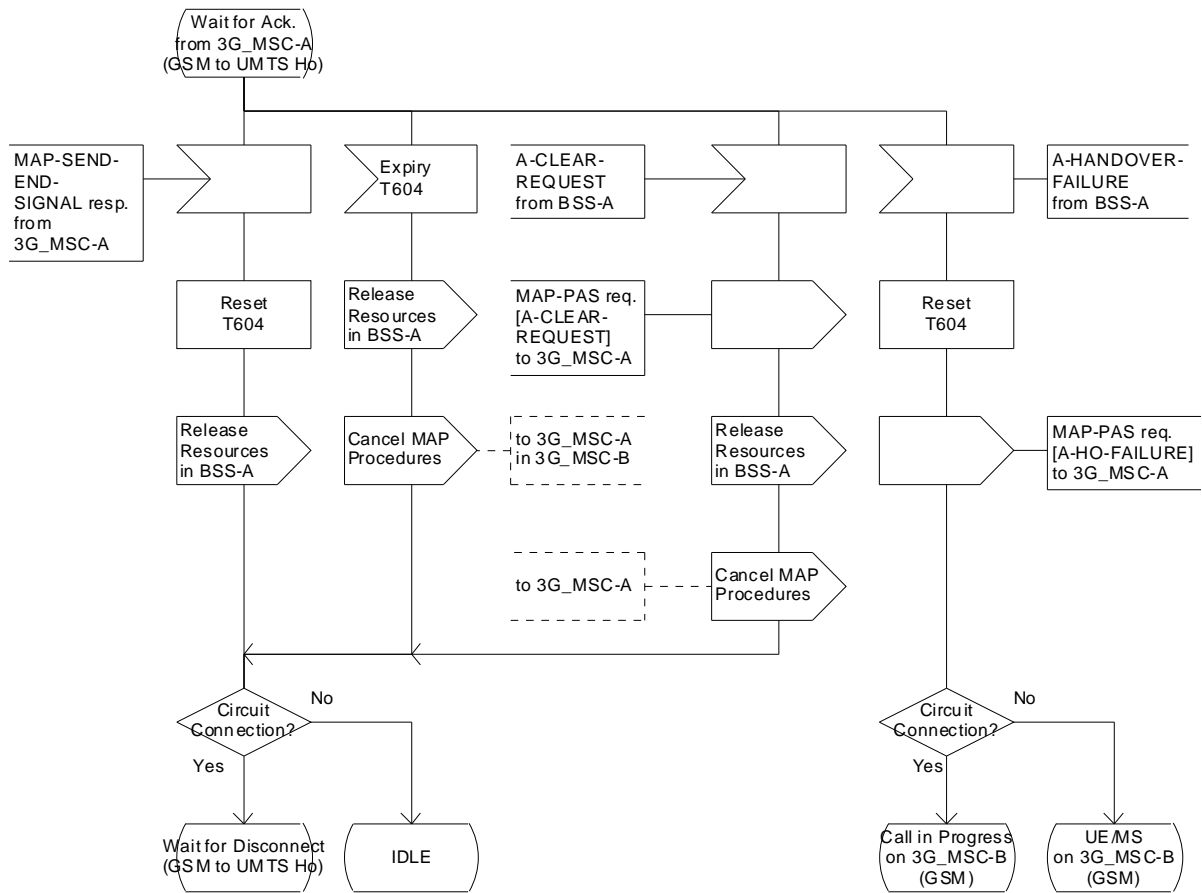 Wait for Ack.
from 3G_MSC-A
(GSM to UMTS Ho)
MAP-SEND-
END-
SIGNAL resp.
from
3G_MSC-A
Expiry
T604
A-CLEAR-
REQUEST
from BSS-A
A-HANDOVER-
FAILURE
from BSS-A
Reset
T604
Release
Resources
in BSS-A
MAP-PAS req.
[A-CLEAR-
REQUEST]
to 3G_MSC-A
Reset
T604
Release
Resources
in BSS-A
Cancel MAP
Procedures
to 3G_MSC-A
in 3G_MSC-B
Release
Resources
in BSS-A
MAP-PAS req.
[A-HO-FAILURE]
to 3G_MSC-A
to 3G_MSC-A
Cancel MAP
Procedures
Circuit
Connection?
No
Yes
Circuit
Connection?
No
Yes
Wait for Disconnect
(GSM to UMTS Ho)
IDLE
Call in Progress
on 3G_MSC-B
(GSM)
UE/MS
on 3G_MSC-B
(GSM)